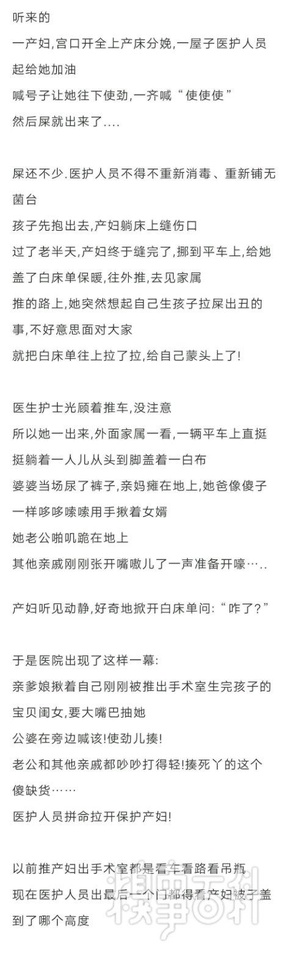 听来的
一产妇,宫口开全上产床分娩,一屋子医护人员
起给她加油
喊号子让她往下使劲,一齐喊“使使使”
然后屎就出来了....
屎还不少.医护人员不得不重新消毒、重新铺无
菌台
孩子先抱出去,产妇躺床上缝伤口
过了老半天,产妇终于缝完了,挪到平车上,给她
盖了白床单保暖,往外推,去见家属
推的路上,她突然想起自己生孩子拉屎出丑的
事,不好意思面对大家
就把白床单往上拉了拉,给自己蒙头上了!
医生护士光顾着推车,没注意
所以她一出来,外面家属一看,一辆平车上直挺
挺躺着一人儿从头到脚盖着一白布
婆婆当场尿了裤子,亲妈瘫在地上,她爸像傻子
一样哆哆嗦嗦用手揪着女婿
她老公啪叽跪在地上
其他亲戚刚刚张开嘴嗷儿了一声准备开嚎…..
产妇听见动静,好奇地掀开白床单问:“咋了?”
于是医院出现了这样一幕:
亲爹娘揪着自己刚刚被推出手术室生完孩子的
宝贝闺女,要大嘴巴抽她
公婆在旁边喊该!使劲儿揍!
老公和其他亲戚都吵吵打得轻!揍死丫的这个
傻缺货……
医护人员拼命拉开保护产妇!
以前推产妇出手术室都是看车看路看吊瓶
现在医护人员出最后一个门都得看产妇被子盖
到了哪个高度
糗事百科